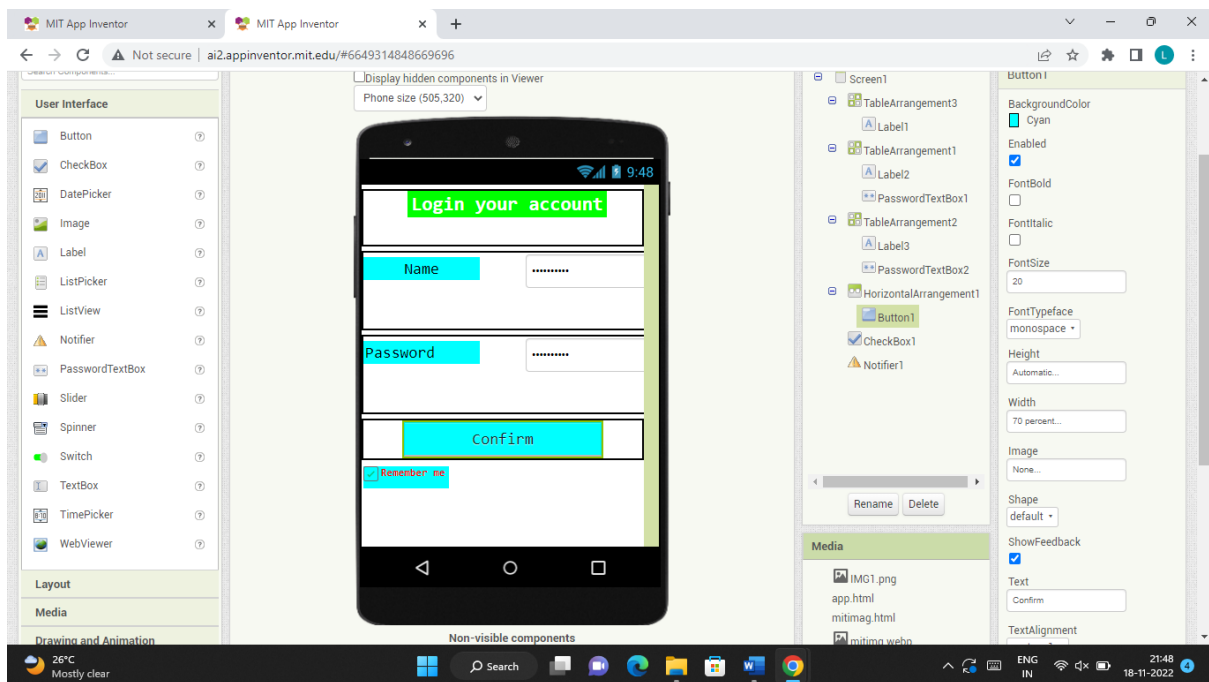 MIT App Inventor
MIT App Inventor
Not secure
ai2.appinventor.mit.edu/#6649314848669696
L
Search Components...
User Interface
Button
CheckBox
DatePicker
Image
Label
ListPicker
ListView
Notifier
PasswordTextBox
Slider
Spinner
Switch
TextBox
TimePicker
WebViewer
Layout
Media
Drawing and Animation
Display hidden components in Viewer
Phone size (505,320)
9:48
Login your account
Name
Password
Confirm
Remember me
Non-visible components
Screen1
TableArrangement3
Label1
TableArrangement1
Label2
PasswordTextBox1
TableArrangement2
Label3
PasswordTextBox2
HorizontalArrangement1
Button1
CheckBox1
Notifier1
Rename Delete
Media
IMG1.png
app.html
mitimag.html
mitimg.webp
Button1
BackgroundColor
Cyan
Enabled
FontBold
FontItalic
FontSize
20
FontTypeface
monospace
Height
Automatic...
Width
70 percent...
Image
None...
Shape
default
ShowFeedback
Text
Confirm
TextAlignment
26°C
Mostly clear
Search
ENG
IN
21:48
18-11-2022
4